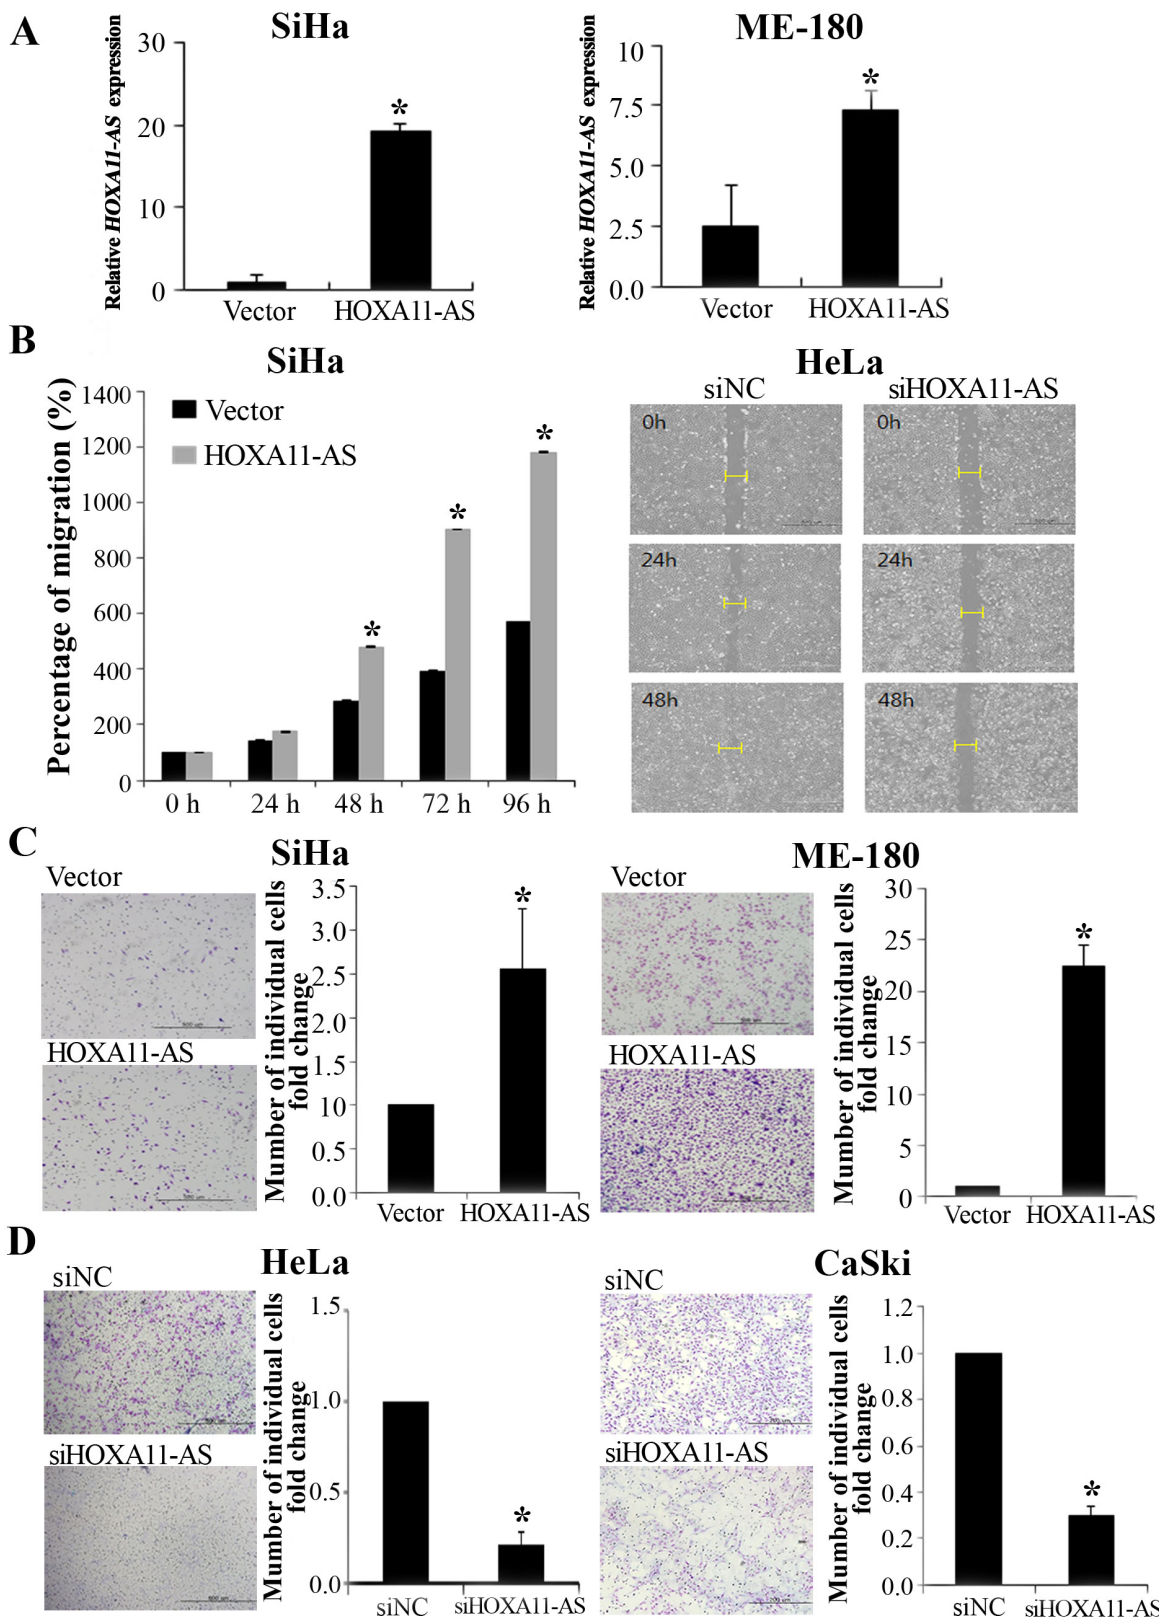 A
SiHa
Relative HOXA11-AS expression
30
20
10
0
*
Vector
HOXA11-AS
ME-180
Relative HOXA11-AS expression
10
7.5
5.0
2.5
0.0
*
Vector
HOXA11-AS
B
SiHa
Percentage of migration (%)
1400
1200
1000
800
600
400
200
0
Vector
HOXA11-AS
*
*
*
0 h
24 h
48 h
72 h
96 h
HeLa
siNC
siHOXA11-AS
0h
0h
24h
24h
48h
48h
C
SiHa
Vector
500 um
HOXA11-AS
500 um
Mumber of individual cells
fold change
3.5
3.0
2.5
2.0
1.5
10
0.5
0.0
*
Vector
HOXA11-AS
ME-180
Vector
HOXA11-AS
Mumber of individual cells
fold change
30
25
20
15
10
5
0
*
Vector
HOXA11-AS
D
HeLa
siNC
siHOXA11-AS
Mumber of individual cells
fold change
1.5
1.0
0.5
0.0
*
siNC
siHOXA11-AS
CaSki
siNC
siHOXA11-AS
Mumber of individual cells
fold change
1.2
1.0
0.8
0.6
0.4
0.2
0.0
*
siNC
siHOXA11-AS